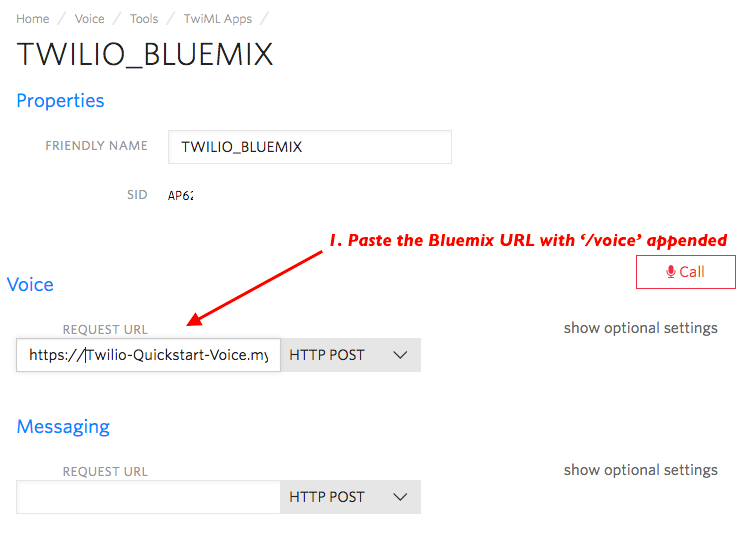 Home / Voice / Tools / TwiML Apps /
TWILIO_BLUEMIX
Properties
FRIENDLY NAME TWILIO_BLUEMIX
SID AP62
1. Paste the Bluemix URL with ‘/voice’ appended
Call
Voice
REQUEST URL show optional settings
https://Twilio-Quickstart-Voice.my HTTP POST
Messaging
REQUEST URL show optional settings
HTTP POST